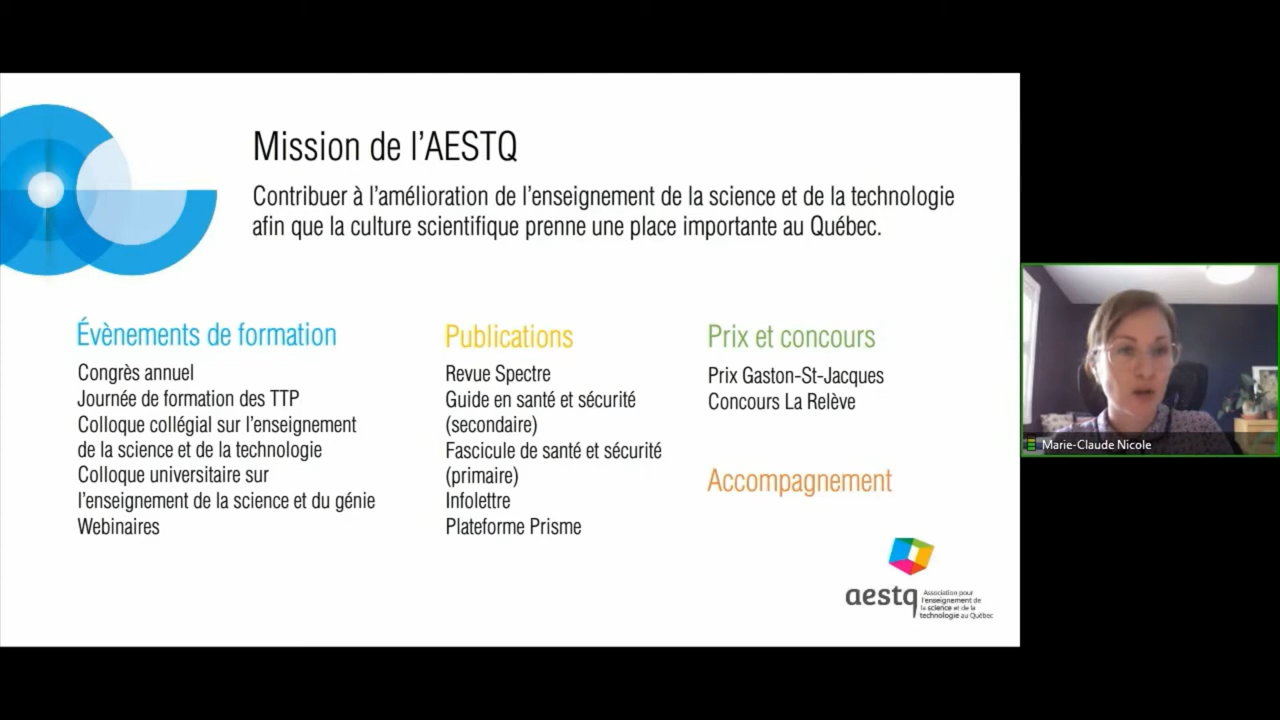 Mission de l'AESTQ
Contribuer à l'amélioration de l'enseignement de la science et de la technologie
afin que la culture scientifique prenne une place importante au Québec.
Évènements de formation
Congrès annuel
Journée de formation des TTP
Colloque collégial sur l'enseignement
de la science et de la technologie
Colloque universitaire sur
l'enseignement de la science et du génie
Webinaires
Publications
Revue Spectre
Guide en santé et sécurité
(secondaire)
Fascicule de santé et sécurité
(primaire)
Infolettre
Plateforme Prisme
Prix et concours
Prix Gaston-St-Jacques
Concours La Relève
Accompagnement
aestq
Association pour
l'enseignement de
la science et de la
technologie au Québec
Marie-Claude Nicole